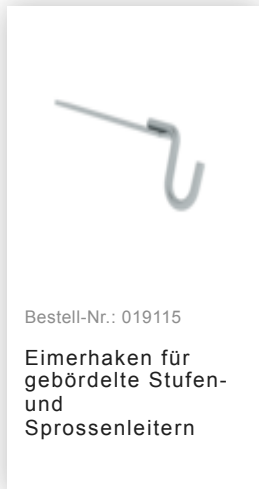 Bestell-Nr.: 019115
Eimerhaken für
gebördelte Stufen-
und
Sprossenleitern